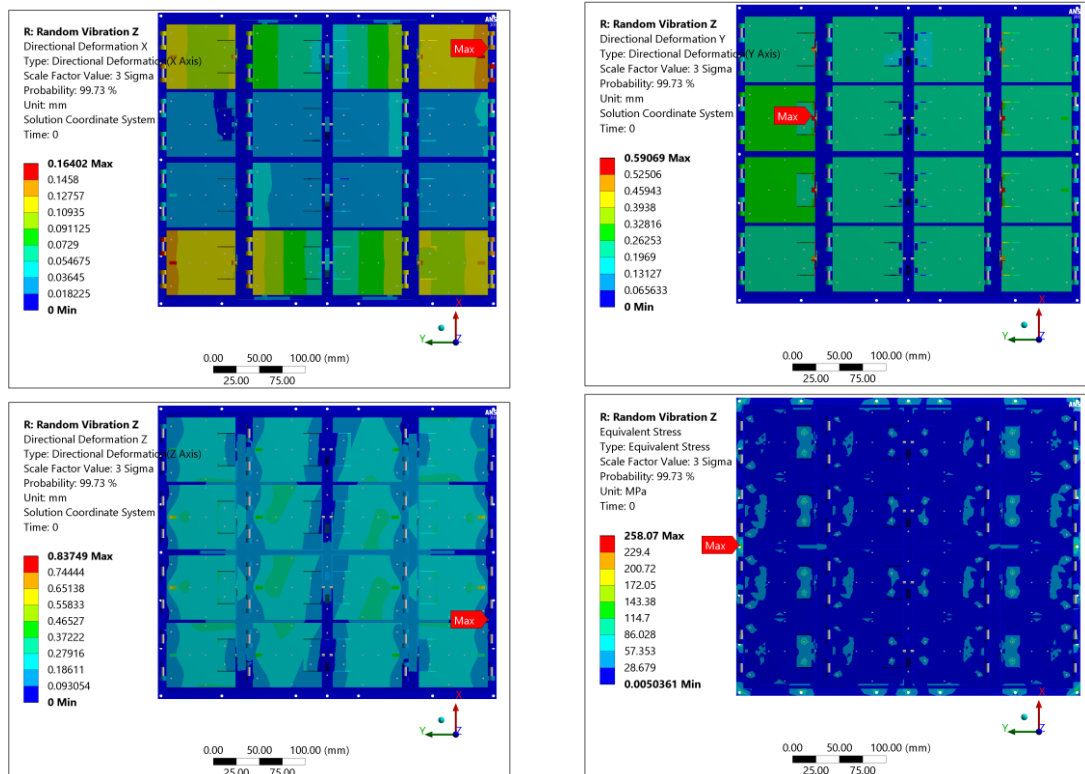 R: Random Vibration Z
Directional Deformation X
Type: Directional Deformation(X Axis)
Scale Factor Value: 3 Sigma
Probability: 99.73 %
Unit: mm
Solution Coordinate System
Time: 0
0.16402 Max
0.1458
0.12757
0.10935
0.091125
0.0729
0.054675
0.03645
0.018225
0 Min
Max
ANS
X
Y
Z
0.00 50.00 100.00 (mm)
25.00 75.00
R: Random Vibration Z
Directional Deformation Y
Type: Directional Deformation(Y Axis)
Scale Factor Value: 3 Sigma
Probability: 99.73 %
Unit: mm
Solution Coordinate System
Time: 0
0.59069 Max
0.52506
0.45943
0.3938
0.32816
0.26253
0.1969
0.13127
0.065633
0 Min
Max
ANS
X
Y
Z
0.00 50.00 100.00 (mm)
25.00 75.00
R: Random Vibration Z
Directional Deformation Z
Type: Directional Deformation(Z Axis)
Scale Factor Value: 3 Sigma
Probability: 99.73 %
Unit: mm
Solution Coordinate System
Time: 0
0.83749 Max
0.74444
0.65138
0.55833
0.46527
0.37222
0.27916
0.18611
0.093054
0 Min
Max
ANS
X
Y
Z
0.00 50.00 100.00 (mm)
25.00 75.00
R: Random Vibration Z
Equivalent Stress
Type: Equivalent Stress
Scale Factor Value: 3 Sigma
Probability: 99.73 %
Unit: MPa
Time: 0
258.07 Max
229.4
200.72
172.05
143.38
114.7
86.028
57.353
28.679
0.0050361 Min
Max
ANS
X
Y
Z
0.00 50.00 100.00 (mm)
25.00 75.00